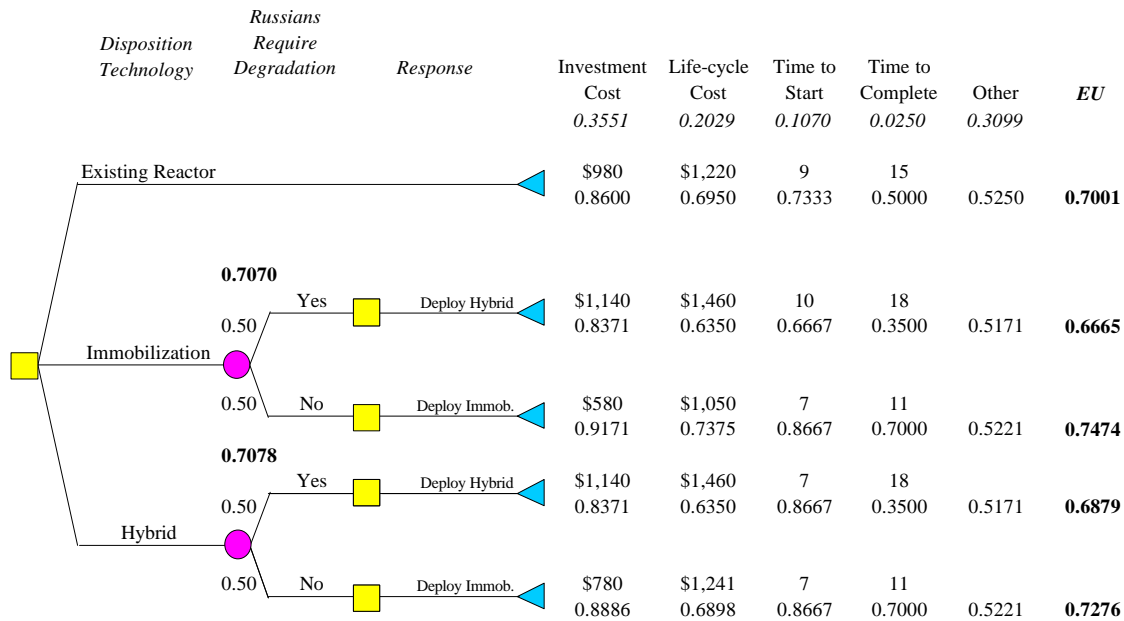 Disposition Technology
Russians Require Degradation
Response
Investment Cost
Life-cycle Cost
Time to Start
Time to Complete
Other
EU
0.3551 0.2029 0.1070 0.0250 0.3099
Existing Reactor
$980 $1,220 9 15
0.8600 0.6950 0.7333 0.5000 0.5250 0.7001
0.7070
Yes Deploy Hybrid $1,140 $1,460 10 18
0.50 0.8371 0.6350 0.6667 0.3500 0.5171 0.6665
Immobilization
0.50 No Deploy Immob. $580 $1,050 7 11
0.9171 0.7375 0.8667 0.7000 0.5221 0.7474
0.7078
Yes Deploy Hybrid $1,140 $1,460 7 18
0.50 0.8371 0.6350 0.8667 0.3500 0.5171 0.6879
Hybrid
0.50 No Deploy Immob. $780 $1,241 7 11
0.8886 0.6898 0.8667 0.7000 0.5221 0.7276